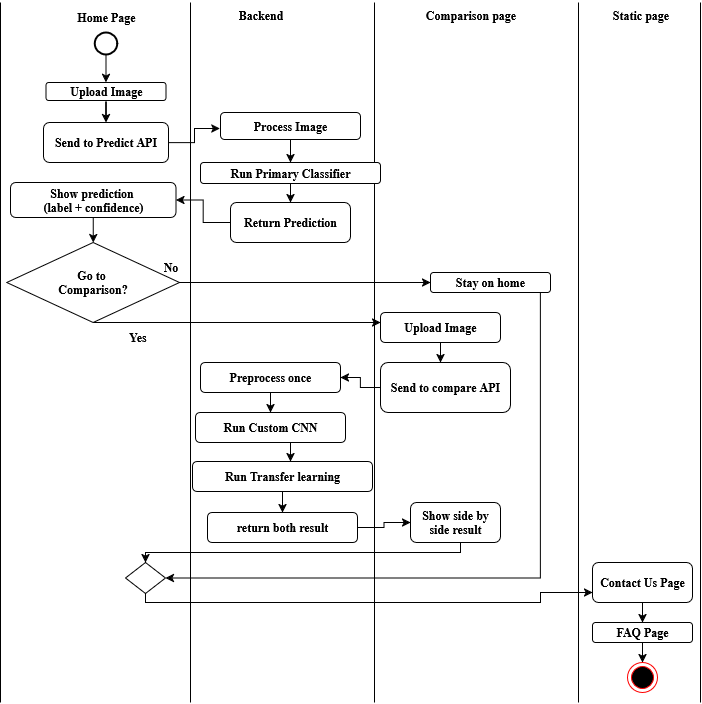 Home Page
Backend
Comparison page
Static page
Upload Image
Send to Predict API
Process Image
Run Primary Classifier
Show prediction
(label + confidence)
Return Prediction
Go to
Comparison?
No
Stay on home
Yes
Upload Image
Preprocess once
Send to compare API
Run Custom CNN
Run Transfer learning
return both result
Show side by
side result
Contact Us Page
FAQ Page